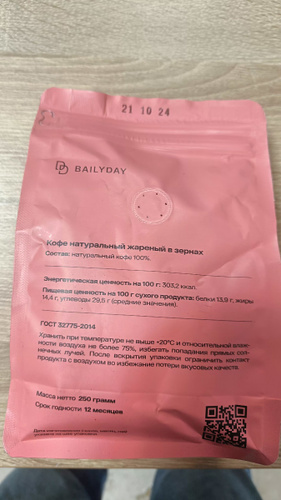 21 10 24
BAILYDAY
Кофе натуральный жареный в зернах
Состав: натуральный кофе 100%.
Энергетическая ценность на 100 г: 303,2 ккал.
Пищевая ценность на 100 г сухого продукта: белки 13,9 г, жиры
14,4 г, углеводы 29,5 г (средние значения).
ГОСТ 32775-2014
Хранить при температуре не выше +20°C и относительной влаж-
ности воздуха не более 75%, избегать попадания прямых сол-
нечных лучей. После вскрытия упаковки ограничить контакт
продукта с воздухом во избежание потери вкусовых качеств.
Масса нетто 250 грамм
Срок годности 12 месяцев